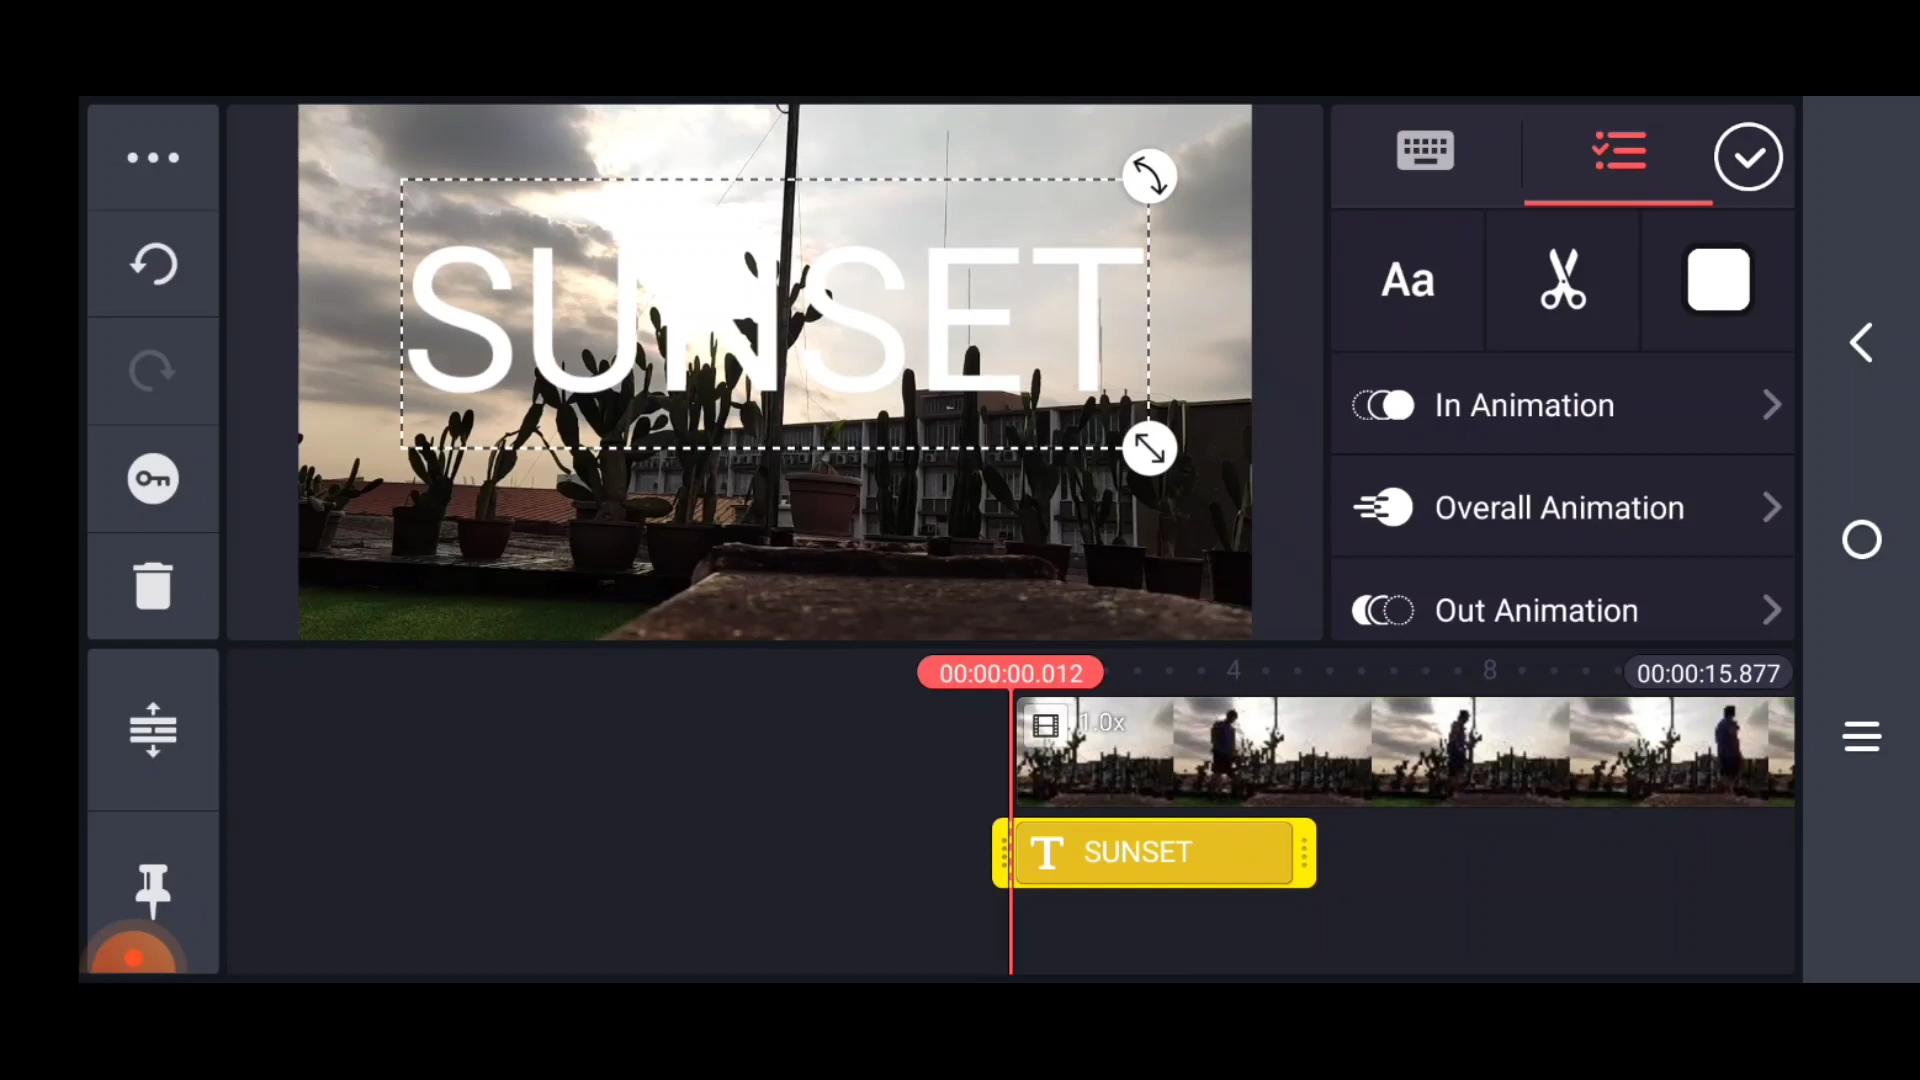 SUNSET
Aa
In Animation
Overall Animation
Out Animation
00:00:00.012
4
8
00:00:15.877
1.0x
T SUNSET